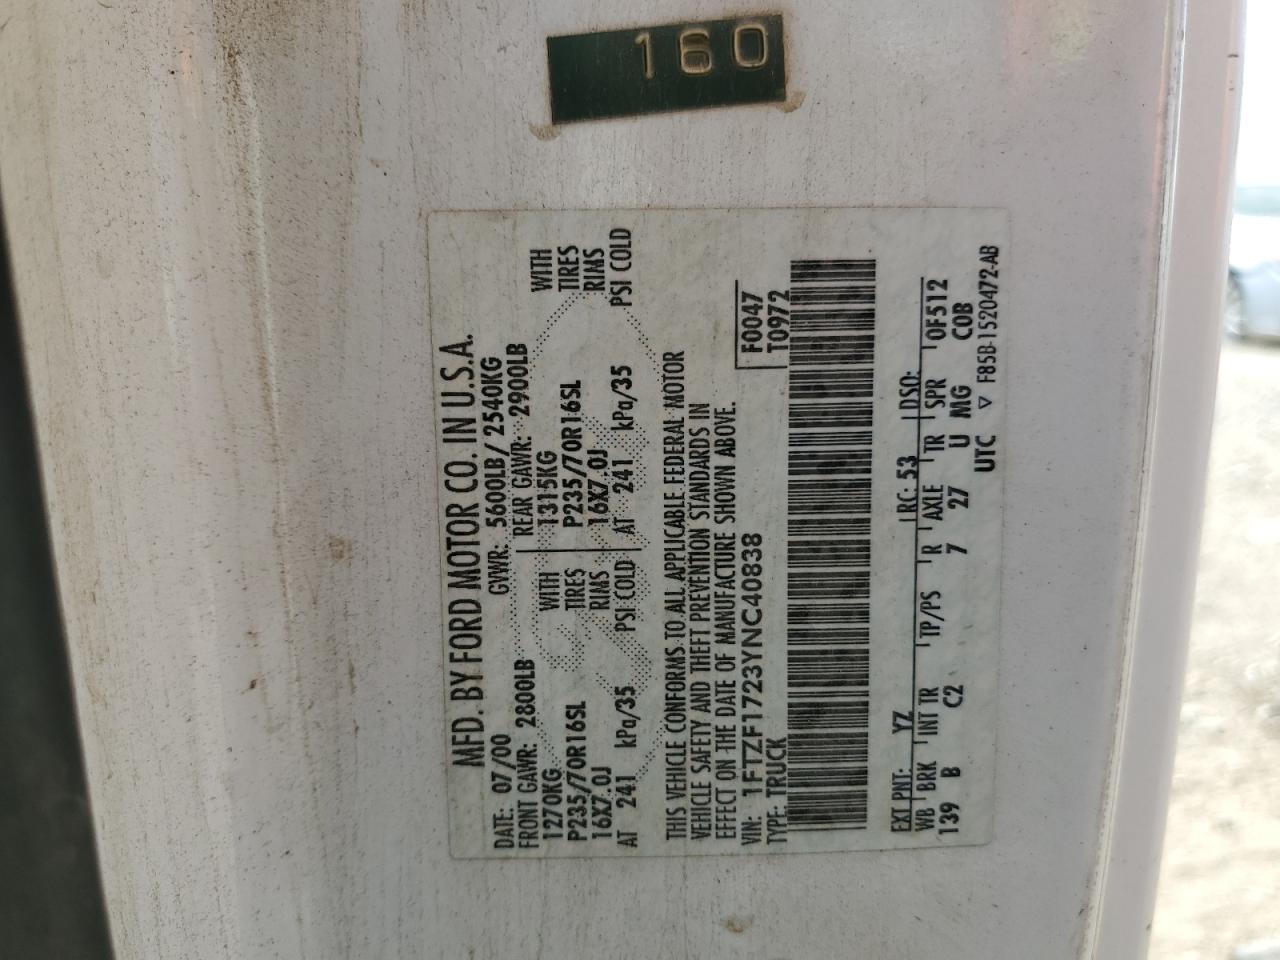 160
MFD. BY FORD MOTOR CO. IN U.S.A.
DATE: 07/00 GVWR: 5600LB/ 2540KG
FRONT GAWR: 2800LB REAR GAWR: 2900LB
1270KG WITH 1315KG WITH
P235/70R16SL TIRES P235/70R16SL TIRES
16X7.0J RIMS 16X7.0J RIMS
AT 241 kPa/35 PSI COLD AT 241 kPa/35 PSI COLD
THIS VEHICLE CONFORMS TO ALL APPLICABLE FEDERAL MOTOR
VEHICLE SAFETY AND THEFT PREVENTION STANDARDS IN
EFFECT ON THE DATE OF MANUFACTURE SHOWN ABOVE.
VIN: 1FTZF1723YNC40838 F0047
TYPE: TRUCK T0972
EXT PNT: YZ RC: 53 DSO:
WB BRK INT TR TP/PS R AXLE TR SPR 0F512
139 B C2 7 27 U MG COB
UTC ▽ F85B-1520472-AB